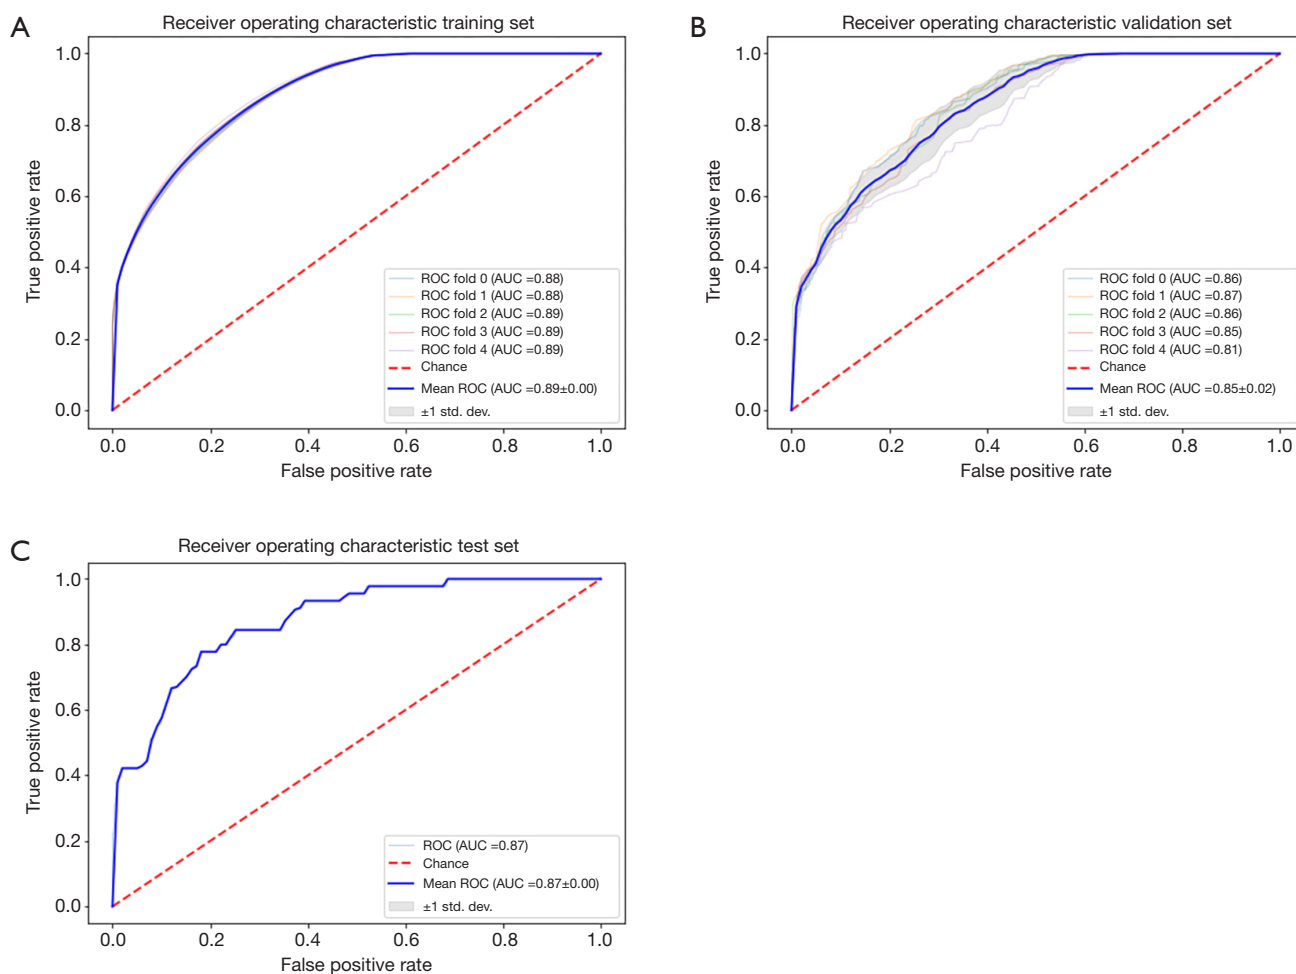 A
Receiver operating characteristic training set
True positive rate
1.0
0.8
0.6
0.4
0.2
0.0
ROC fold 0 (AUC =0.88)
ROC fold 1 (AUC =0.88)
ROC fold 2 (AUC =0.89)
ROC fold 3 (AUC =0.89)
ROC fold 4 (AUC =0.89)
Chance
Mean ROC (AUC =0.89±0.00)
±1 std. dev.
0.0 0.2 0.4 0.6 0.8 1.0
False positive rate
B
Receiver operating characteristic validation set
True positive rate
1.0
0.8
0.6
0.4
0.2
0.0
ROC fold 0 (AUC =0.86)
ROC fold 1 (AUC =0.87)
ROC fold 2 (AUC =0.86)
ROC fold 3 (AUC =0.85)
ROC fold 4 (AUC =0.81)
Chance
Mean ROC (AUC =0.85±0.02)
±1 std. dev.
0.0 0.2 0.4 0.6 0.8 1.0
False positive rate
C
Receiver operating characteristic test set
True positive rate
1.0
0.8
0.6
0.4
0.2
0.0
ROC (AUC =0.87)
Chance
Mean ROC (AUC =0.87±0.00)
±1 std. dev.
0.0 0.2 0.4 0.6 0.8 1.0
False positive rate